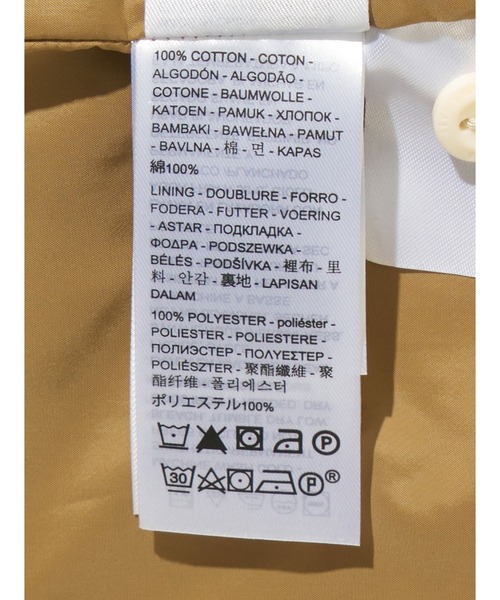 100% COTTON - COTON -
ALGODÓN - ALGODÃO -
COTONE - BAUMWOLLE -
KATOEN - PAMUK - ХЛОПОК -
BAMBAKI - BAWEŁNA - PAMUT
- BAVLNA - 棉 - 면 - KAPAS
綿100%
LINING - DOUBLURE - FORRO -
FODERA - FUTTER - VOERING
- ASTAR - ПОДКЛАДКА -
ΦΟΔΡΑ - PODSZEWKA -
BÉLÉS - PODŠÍVKA - 裡布 - 里
料 - 안감 - 裏地 - LAPISAN
DALAM
100% POLYESTER - poliéster -
POLIESTER - POLIESTERE -
ПОЛИЭСТЕР - ΠΟΛΥΕΣΤΕΡ -
POLIÉSZTER - 聚酯纖維 - 聚
酯纤维 - 폴리에스터
ポリエステル100%
P
30 P®